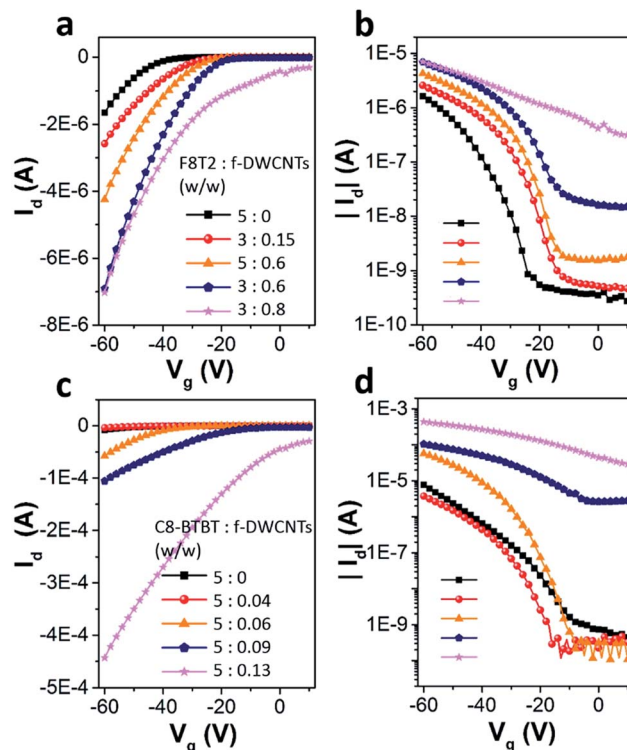 a
0
-2E-6
-4E-6
-6E-6
-8E-6
I_d (A)
F8T2 : f-DWCNTs
(w/w)
5 : 0
3 : 0.15
5 : 0.6
3 : 0.6
3 : 0.8
-60 -40 -20 0
V_g (V)
b
1E-5
1E-6
1E-7
1E-8
1E-9
1E-10
| I_d| (A)
-60 -40 -20 0
V_g (V)
c
0
-1E-4
-2E-4
-3E-4
-4E-4
-5E-4
I_d (A)
C8-BTBT : f-DWCNTs
(w/w)
5 : 0
5 : 0.04
5 : 0.06
5 : 0.09
5 : 0.13
-60 -40 -20 0
V_g (V)
d
1E-3
1E-5
1E-7
1E-9
| I_d| (A)
-60 -40 -20 0
V_g (V)